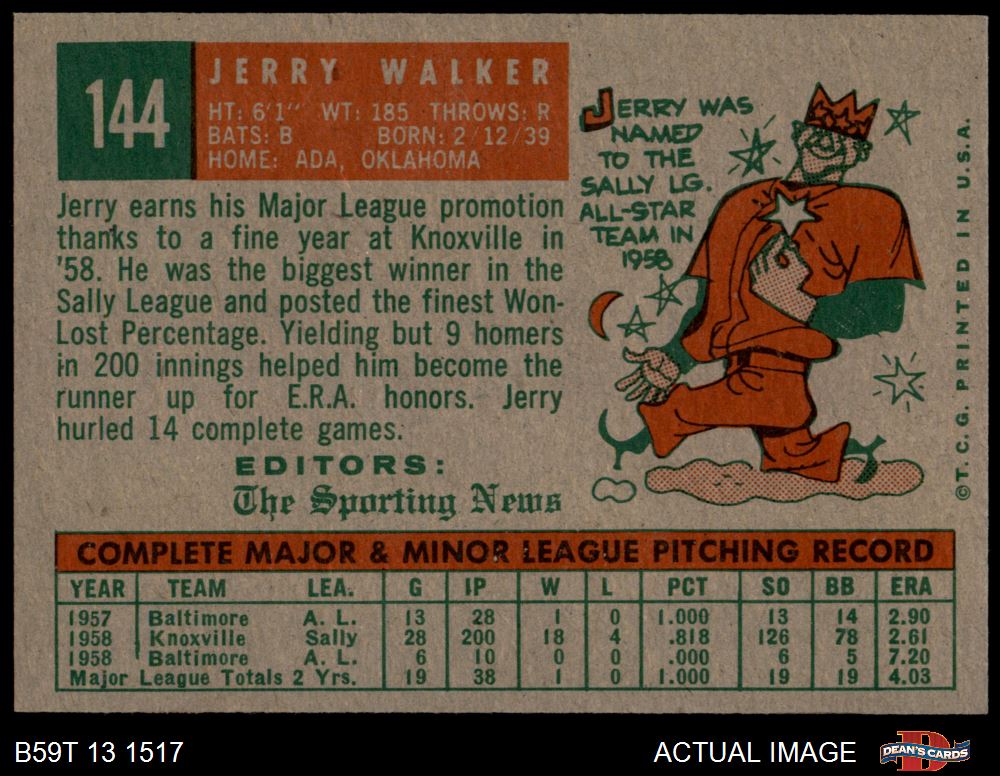 144
JERRY WALKER
HT: 6'1" WT: 185 THROWS: R
BATS: B BORN: 2/12/39
HOME: ADA, OKLAHOMA
Jerry earns his Major League promotion
thanks to a fine year at Knoxville in
'58. He was the biggest winner in the
Sally League and posted the finest Won-
Lost Percentage. Yielding but 9 homers
in 200 innings helped him become the
runner up for E.R.A. honors. Jerry
hurled 14 complete games.
EDITORS:
The Sporting News
JERRY WAS
NAMED
TO THE
SALLY LG.
ALL-STAR
TEAM IN
1958
©T.C.G. PRINTED IN U.S.A.
COMPLETE MAJOR & MINOR LEAGUE PITCHING RECORD
YEAR TEAM LEA. G IP W L PCT SO BB ERA
1957 Baltimore A. L. 13 28 1 0 1.000 13 14 2.90
1958 Knoxville Sally 28 200 18 4 .818 126 78 2.61
1958 Baltimore A. L. 6 10 0 0 .000 6 5 7.20
Major League Totals 2 Yrs. 19 38 1 0 1.000 19 19 4.03
B59T 13 1517
ACTUAL IMAGE
DEAN'S CARDS